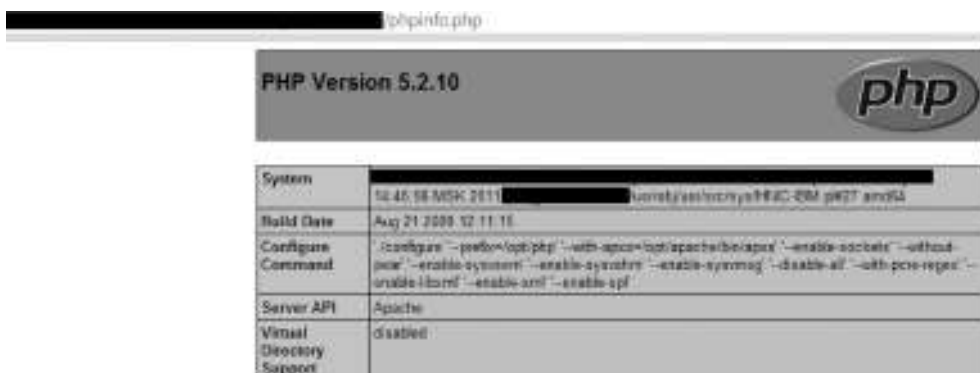 /phpinfo.php
PHP Version 5.2.10
php
System
MSK 2011 amd64
Build Date
Aug 21 2009 12:11:15
Configure
Command
'./configure' '--prefix=/opt/php' '--with-apxs=/opt/apache/bin/apxs' '--enable-sockets' '--without-
pear' '--enable-sysvsem' '--enable-sysvshm' '--enable-sysvmsg' '--disable-all' '--with-pcre-regex' '--
enable-libxml' '--enable-xml' '--enable-spl'
Server API
Apache
Virtual
Directory
Support
disabled